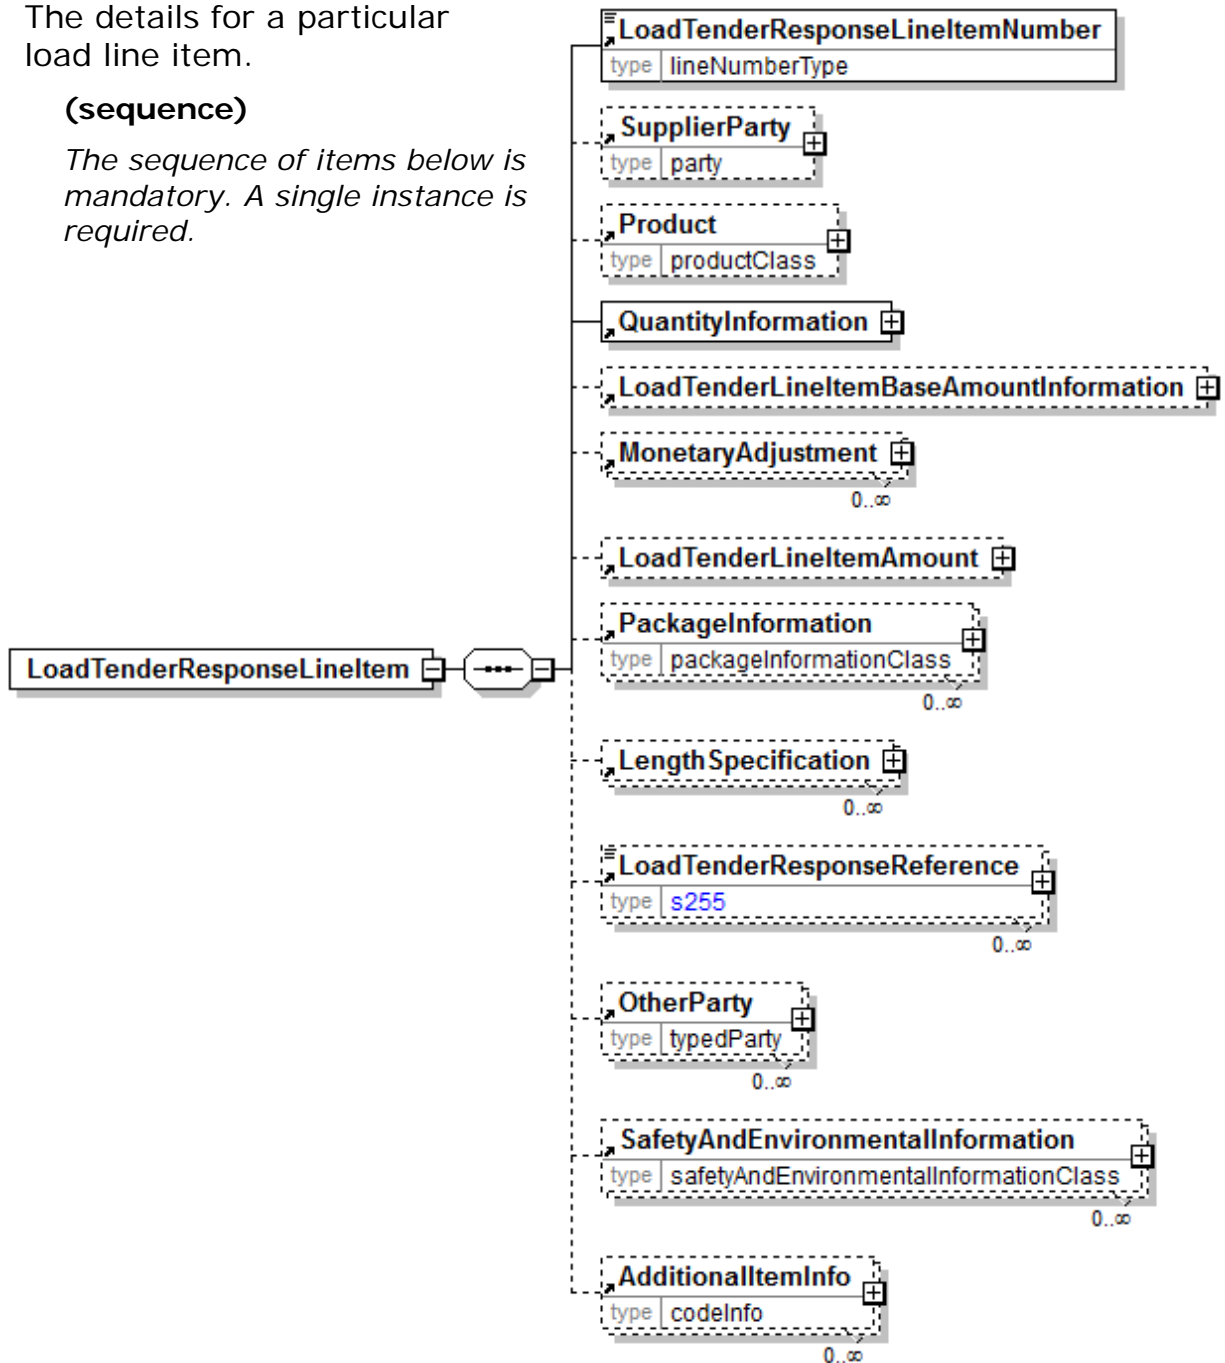 The details for a particular
load line item.
(sequence)
The sequence of items below is
mandatory. A single instance is
required.
LoadTenderResponseLineItem
LoadTenderResponseLineItemNumber
type lineNumberType
SupplierParty
type party
Product
type productClass
QuantityInformation
LoadTenderLineItemBaseAmountInformation
MonetaryAdjustment
0..∞
LoadTenderLineItemAmount
PackageInformation
type packageInformationClass
0..∞
LengthSpecification
0..∞
LoadTenderResponseReference
type s255
0..∞
OtherParty
type typedParty
0..∞
SafetyAndEnvironmentalInformation
type safetyAndEnvironmentalInformationClass
0..∞
AdditionalItemInfo
type codeInfo
0..∞